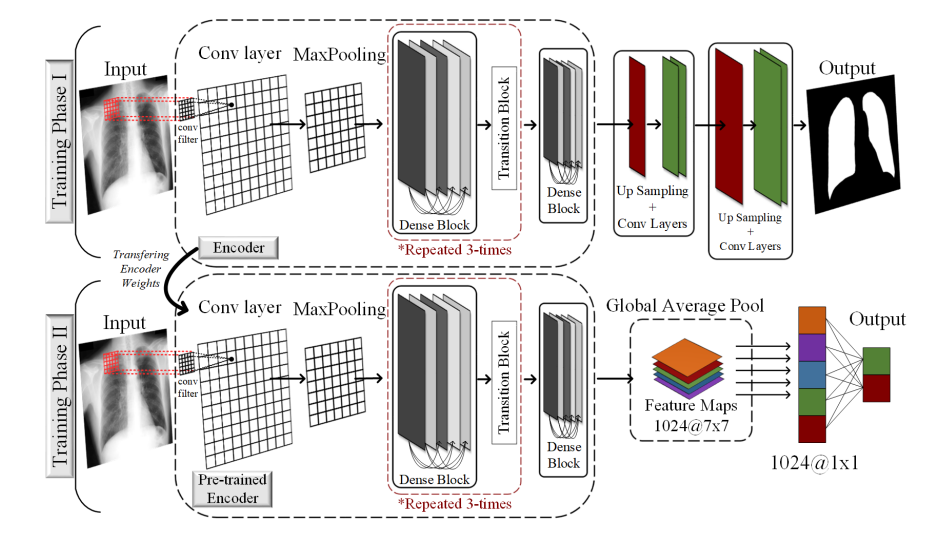 Training Phase I
Input
Conv layer
MaxPooling
conv
filter
Dense Block
Transition Block
*Repeated 3-times
Dense
Block
Up Sampling
+
Conv Layers
Up Sampling
+
Conv Layers
Output
Encoder
Transfering
Encoder
Weights
Training Phase II
Input
Conv layer
MaxPooling
conv
filter
Dense Block
Transition Block
*Repeated 3-times
Dense
Block
Pre-trained
Encoder
Global Average Pool
Feature Maps
1024@7x7
Output
1024@1x1